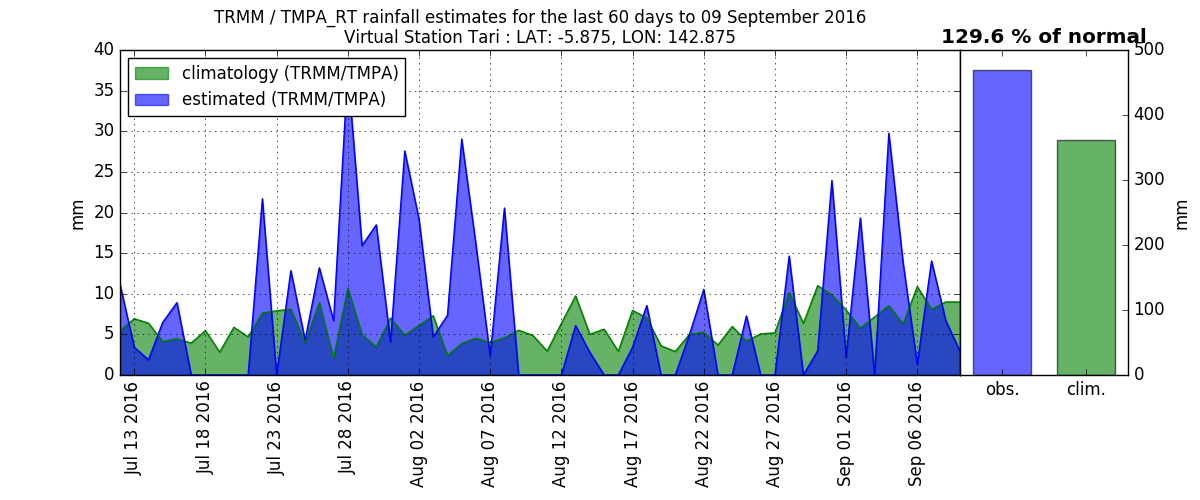 TRMM / TMPA_RT rainfall estimates for the last 60 days to 09 September 2016
Virtual Station Tari : LAT: -5.875, LON: 142.875
129.6 % of normal
climatology (TRMM/TMPA)
estimated (TRMM/TMPA)
40
35
30
25
20
15
10
5
0
mm
Jul 13 2016
Jul 18 2016
Jul 23 2016
Jul 28 2016
Aug 02 2016
Aug 07 2016
Aug 12 2016
Aug 17 2016
Aug 22 2016
Aug 27 2016
Sep 01 2016
Sep 06 2016
obs.
clim.
500
400
300
200
100
0
mm